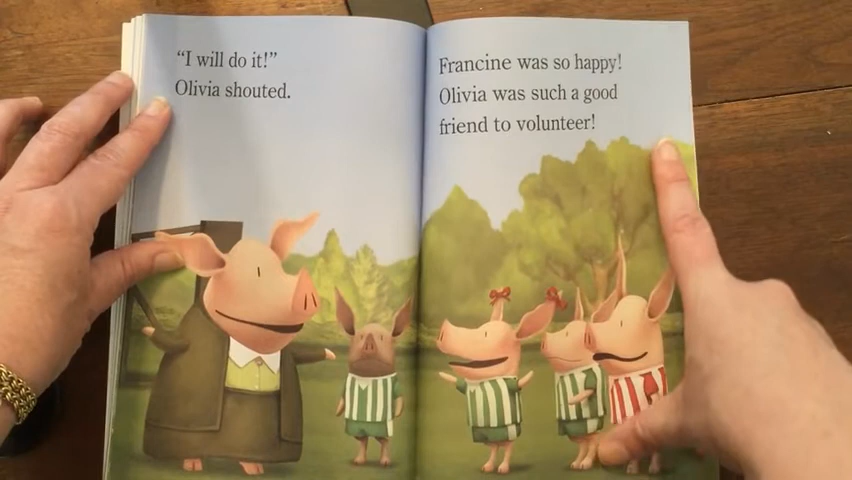 “I will do it!”
Olivia shouted.
Francine was so happy!
Olivia was such a good
friend to volunteer!